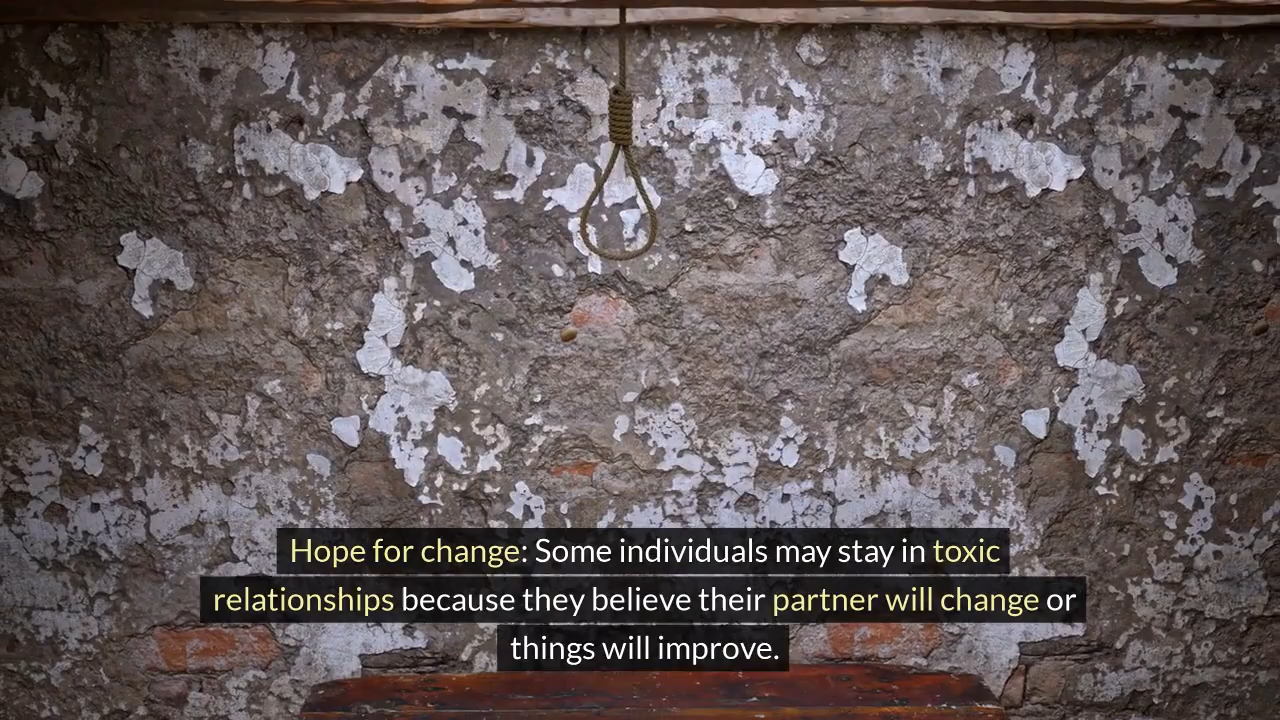 Hope for change: Some individuals may stay in toxic
relationships because they believe their partner will change or
things will improve.